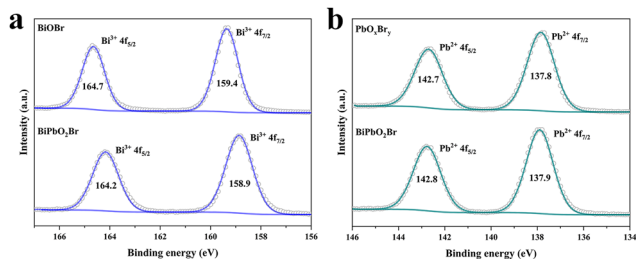 a
BiOBr
Bi³⁺ 4f₅/₂
Bi³⁺ 4f₇/₂
164.7
159.4
BiPbO₂Br
Bi³⁺ 4f₅/₂
Bi³⁺ 4f₇/₂
164.2
158.9
Intensity (a.u.)
166 164 162 160 158 156
Binding energy (eV)
b
PbOₓBrᵧ
Pb²⁺ 4f₅/₂
Pb²⁺ 4f₇/₂
142.7
137.8
BiPbO₂Br
Pb²⁺ 4f₅/₂
Pb²⁺ 4f₇/₂
142.8
137.9
Intensity (a.u.)
146 144 142 140 138 136 134
Binding energy (eV)